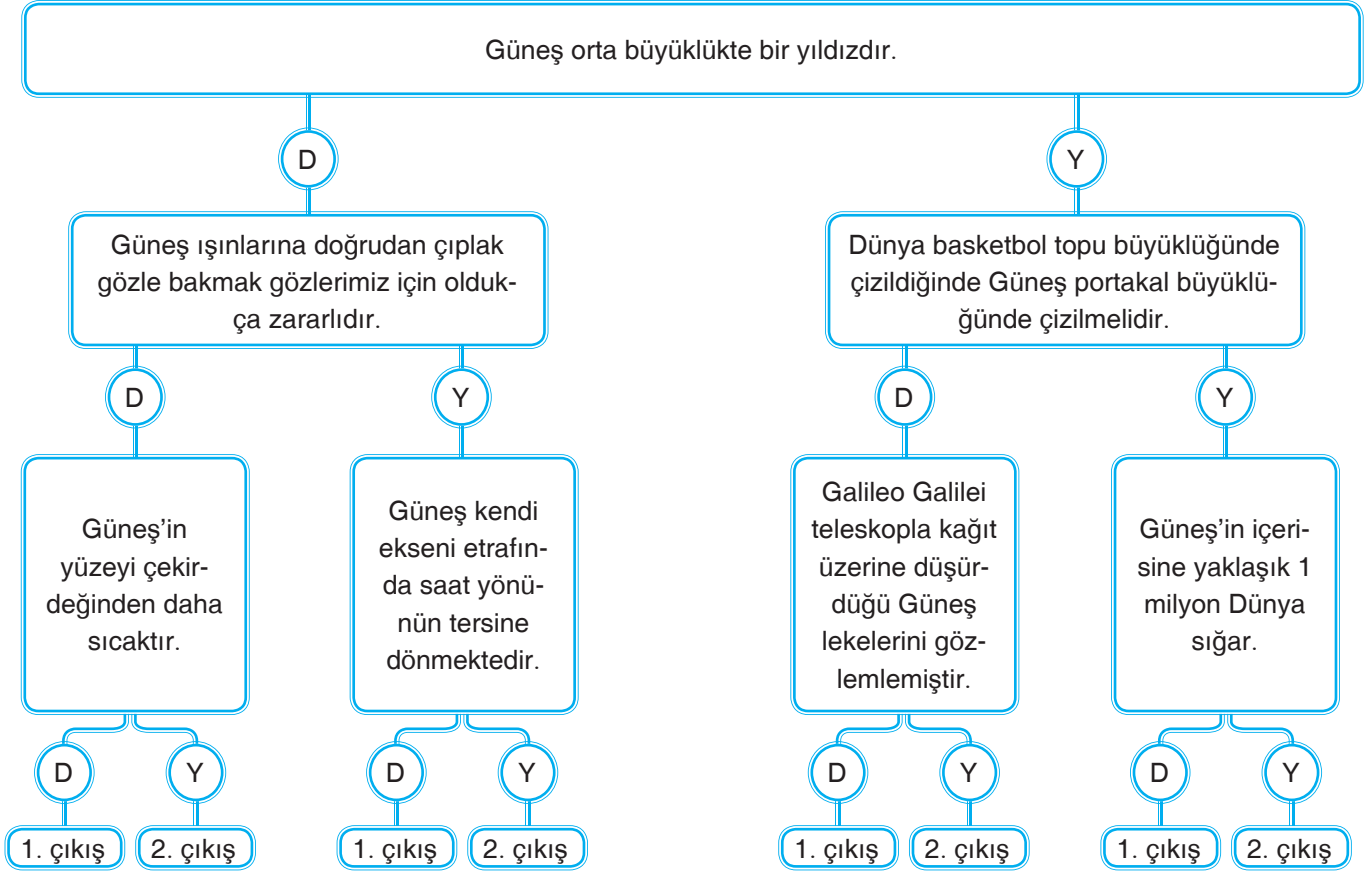 Güneş orta büyüklükte bir yıldızdır.
D
Y
Güneş ışınlarına doğrudan çıplak
gözle bakmak gözlerimiz için olduk-
ça zararlıdır.
Dünya basketbol topu büyüklüğünde
çizildiğinde Güneş portakal büyüklü-
ğünde çizilmelidir.
D
Y
D
Y
Güneş’in
yüzeyi çekir-
değinden daha
sıcaktır.
Güneş kendi
ekseni etrafın-
da saat yönü-
nün tersine
dönmektedir.
Galileo Galilei
teleskopla kağıt
üzerine düşür-
düğü Güneş
lekelerini göz-
lemlemiştir.
Güneş’in içeri-
sine yaklaşık 1
milyon Dünya
sığar.
D
Y
D
Y
D
Y
D
Y
1. çıkış
2. çıkış
1. çıkış
2. çıkış
1. çıkış
2. çıkış
1. çıkış
2. çıkış